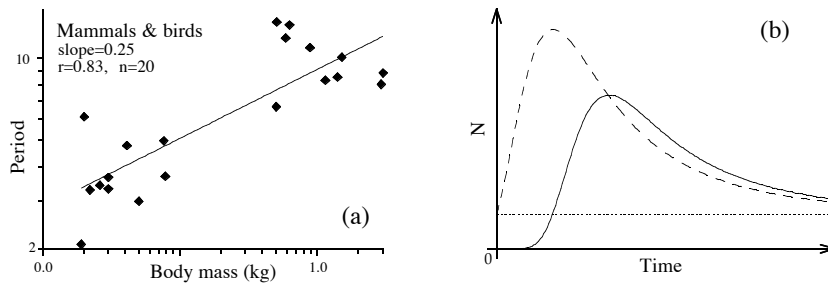 Mammals & birds
slope=0.25
r=0.83, n=20
10
Period
2
0.0
1.0
Body mass (kg)
(a)
(b)
N
0
Time